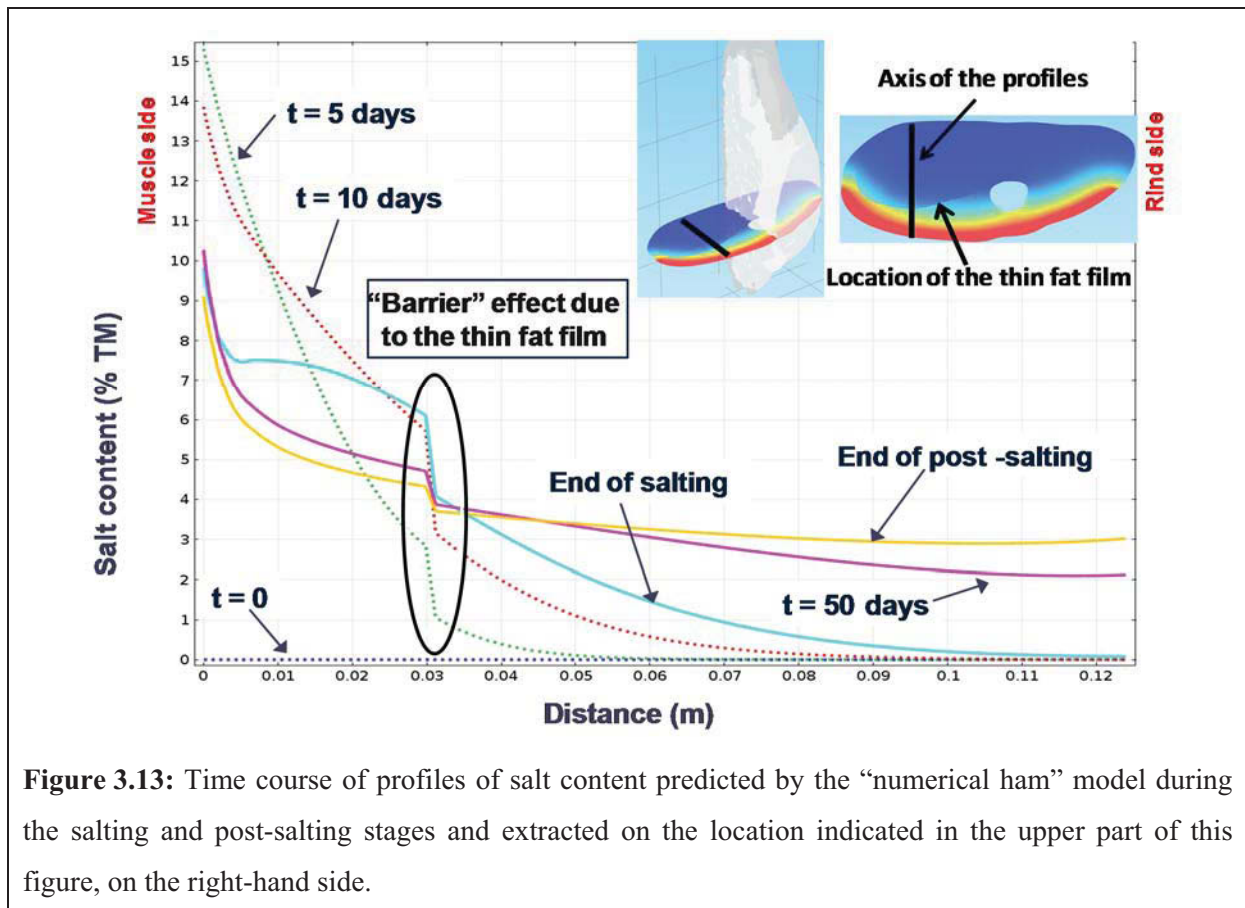 15
14
13
12
11
10
9
8
7
6
5
4
3
2
1
0
Salt content (% TM)
Muscle side
t = 5 days
t = 10 days
"Barrier" effect due
to the thin fat film
Axis of the profiles
Location of the thin fat film
Rind side
End of salting
End of post -salting
t = 50 days
t = 0
0 0.01 0.02 0.03 0.04 0.05 0.06 0.07 0.08 0.09 0.1 0.11 0.12
Distance (m)
Figure 3.13: Time course of profiles of salt content predicted by the “numerical ham” model during
the salting and post-salting stages and extracted on the location indicated in the upper part of this
figure, on the right-hand side.